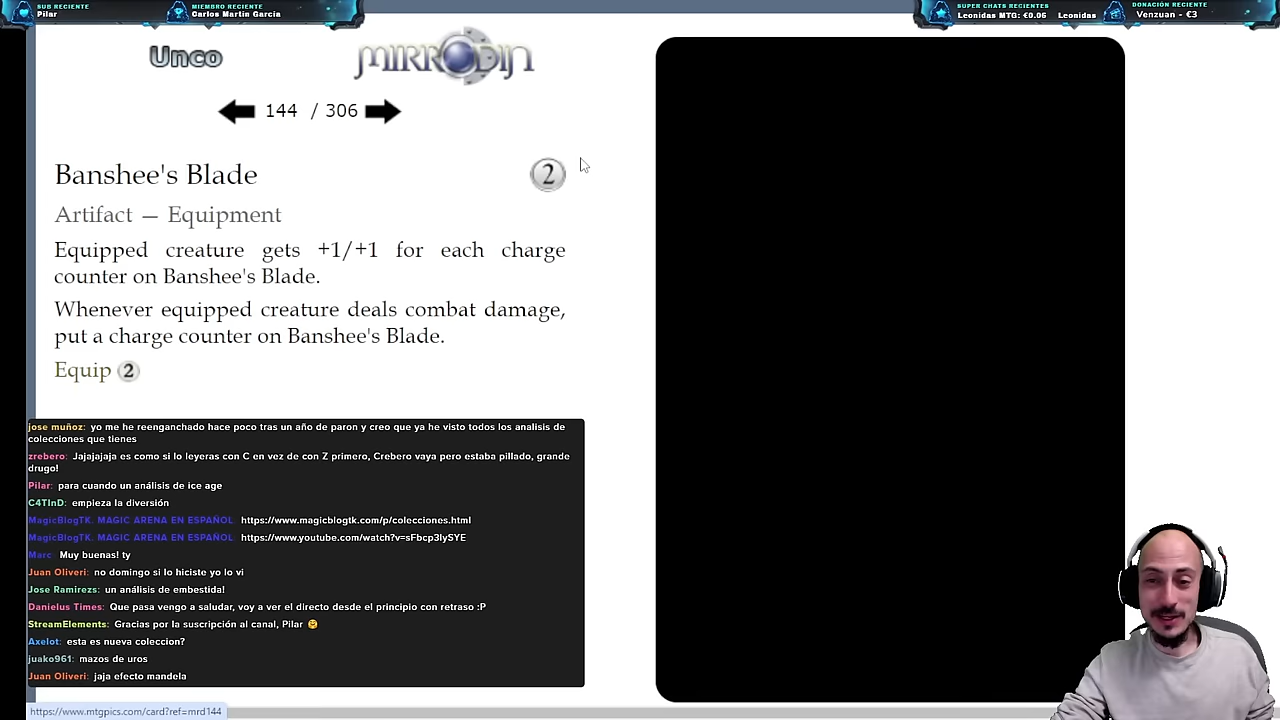 SUB RECIENTE
Pilar
MIEMBRO RECIENTE
Carlos Martin Garcia
SUPER CHATS RECIENTES
Leonidas MTG: €0.06 Leonidas
DONACIÓN RECIENTE
Venzuan - €3
Unco
MIRRODIN
144 / 306
Banshee's Blade 2
Artifact — Equipment
Equipped creature gets +1/+1 for each charge
counter on Banshee's Blade.
Whenever equipped creature deals combat damage,
put a charge counter on Banshee's Blade.
Equip 2
jose muñoz: yo me he reenganchado hace poco tras un año de paron y creo que ya he visto todos los analisis de
colecciones que tienes
zrebero: Jajajajaja es como si lo leyeras con C en vez de con Z primero, Crebero vaya pero estaba pillado, grande
drugo!
Pilar: para cuando un análisis de ice age
C4TInD: empieza la diversión
MagicBlogTK. MAGIC ARENA EN ESPAÑOL: https://www.magicblogtk.com/p/colecciones.html
MagicBlogTK. MAGIC ARENA EN ESPAÑOL: https://www.youtube.com/watch?v=sFbcp3lySYE
Marc: Muy buenas! ty
Juan Oliveri: no domingo si lo hiciste yo lo vi
Jose Ramirezs: un análisis de embestida!
Danielus Times: Que pasa vengo a saludar, voy a ver el directo desde el principio con retraso :P
StreamElements: Gracias por la suscripción al canal, Pilar 🤗
Axelot: esta es nueva coleccion?
juako961: mazos de uros
Juan Oliveri: jaja efecto mandela
https://www.mtgpics.com/card?ref=mrd144